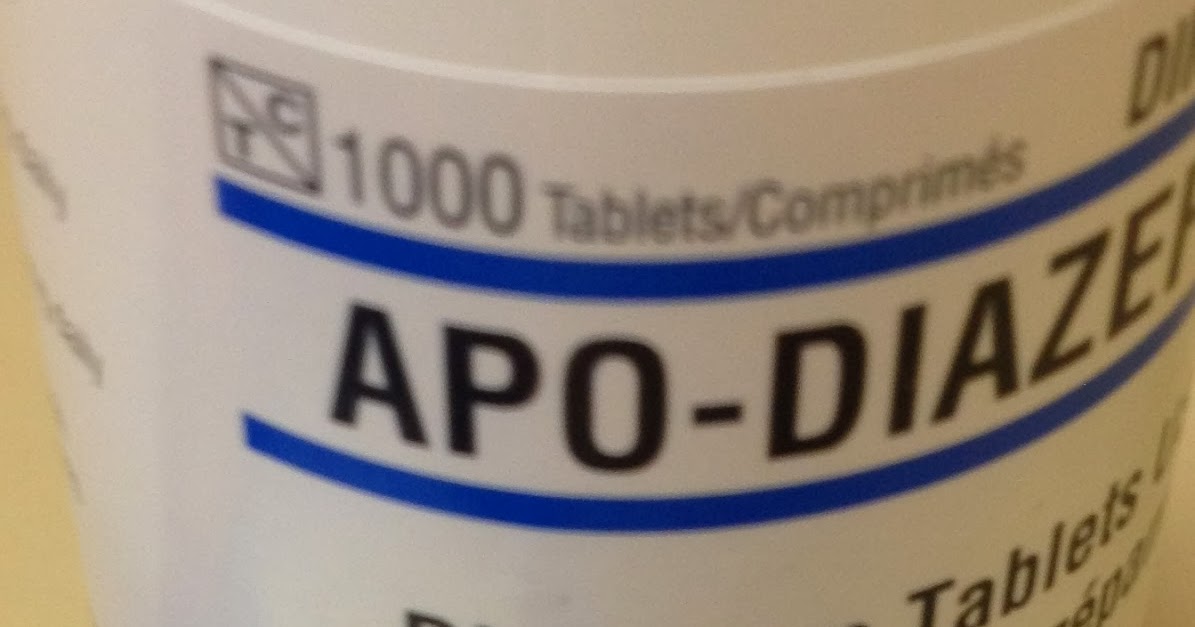 T C
1000 Tablets/Comprimés
APO-DIAZE
Tablets